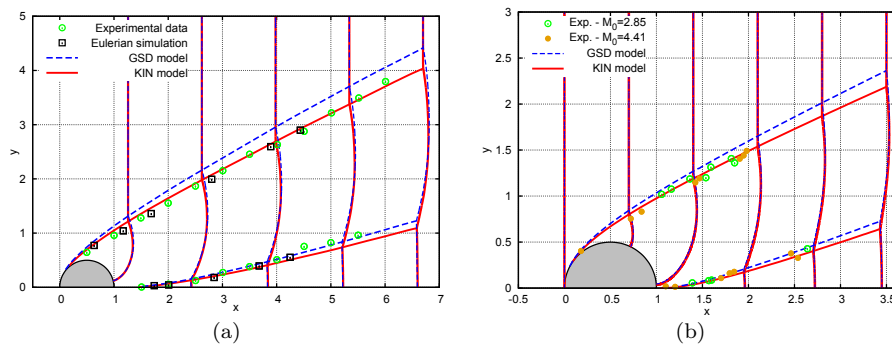 Experimental data
Eulerian simulation
GSD model
KIN model
y
5
4
3
2
1
0
0 1 2 3 4 5 6 7
x
(a)
Exp. - M0=2.85
Exp. - M0=4.41
GSD model
KIN model
y
3
2.5
2
1.5
1
0.5
0
-0.5 0 0.5 1 1.5 2 2.5 3 3.5
x
(b)